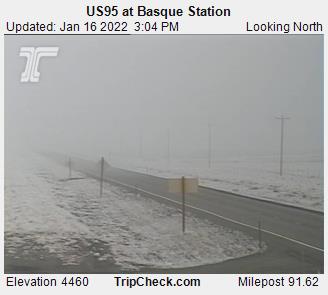 US95 at Basque Station
Updated: Jan 16 2022  3:04 PM Looking North
Elevation 4460 TripCheck.com Milepost 91.62